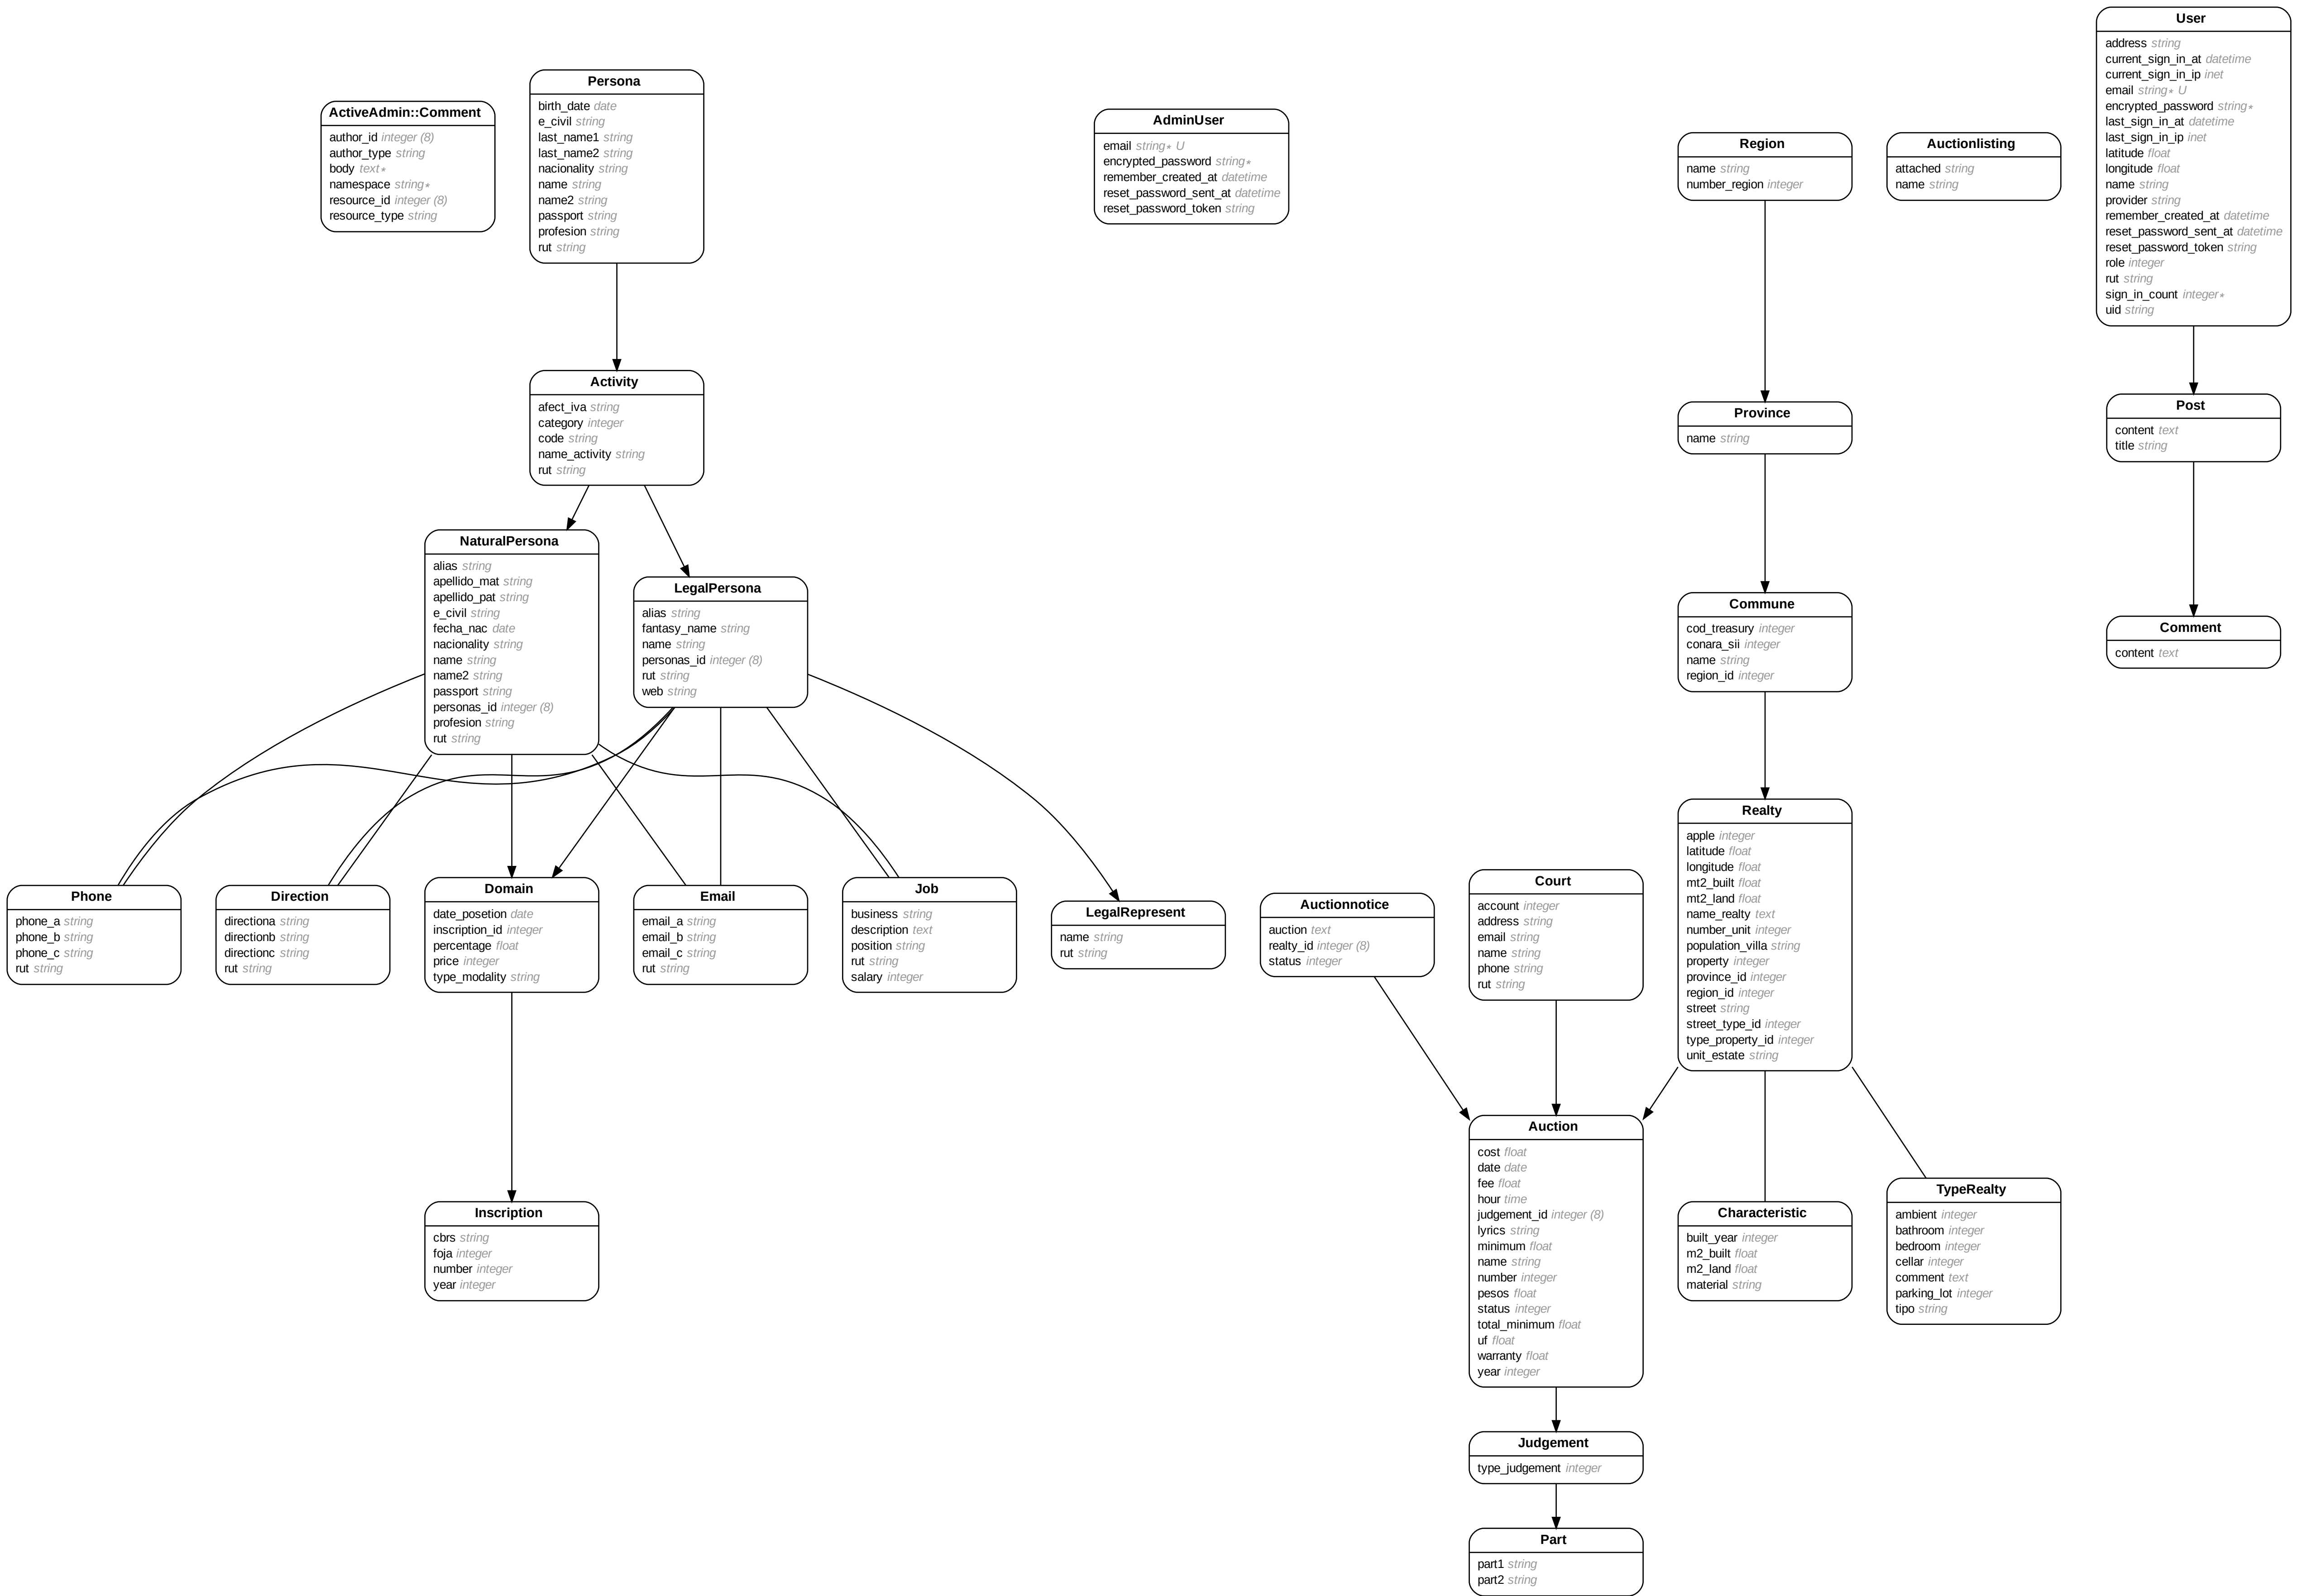 ActiveAdmin::Comment
author_id integer (8)
author_type string
body text∗
namespace string∗
resource_id integer (8)
resource_type string
Persona
birth_date date
e_civil string
last_name1 string
last_name2 string
nacionality string
name string
name2 string
passport string
profesion string
rut string
AdminUser
email string∗ U
encrypted_password string∗
remember_created_at datetime
reset_password_sent_at datetime
reset_password_token string
Region
name string
number_region integer
Auctionlisting
attached string
name string
User
address string
current_sign_in_at datetime
current_sign_in_ip inet
email string∗ U
encrypted_password string∗
last_sign_in_at datetime
last_sign_in_ip inet
latitude float
longitude float
name string
provider string
remember_created_at datetime
reset_password_sent_at datetime
reset_password_token string
role integer
rut string
sign_in_count integer∗
uid string
Activity
afect_iva string
category integer
code string
name_activity string
rut string
Province
name string
Post
content text
title string
NaturalPersona
alias string
apellido_mat string
apellido_pat string
e_civil string
fecha_nac date
nacionality string
name string
name2 string
passport string
personas_id integer (8)
profesion string
rut string
LegalPersona
alias string
fantasy_name string
name string
personas_id integer (8)
rut string
web string
Commune
cod_treasury integer
conara_sii integer
name string
region_id integer
Comment
content text
Phone
phone_a string
phone_b string
phone_c string
rut string
Direction
directiona string
directionb string
directionc string
rut string
Domain
date_posetion date
inscription_id integer
percentage float
price integer
type_modality string
Email
email_a string
email_b string
email_c string
rut string
Job
business string
description text
position string
rut string
salary integer
LegalRepresent
name string
rut string
Auctionnotice
auction text
realty_id integer (8)
status integer
Court
account integer
address string
email string
name string
phone string
rut string
Realty
apple integer
latitude float
longitude float
mt2_built float
mt2_land float
name_realty text
number_unit integer
population_villa string
property integer
province_id integer
region_id integer
street string
street_type_id integer
type_property_id integer
unit_estate string
Inscription
cbrs string
foja integer
number integer
year integer
Auction
cost float
date date
fee float
hour time
judgement_id integer (8)
lyrics string
minimum float
name string
number integer
pesos float
status integer
total_minimum float
uf float
warranty float
year integer
Characteristic
built_year integer
m2_built float
m2_land float
material string
TypeRealty
ambient integer
bathroom integer
bedroom integer
cellar integer
comment text
parking_lot integer
tipo string
Judgement
type_judgement integer
Part
part1 string
part2 string